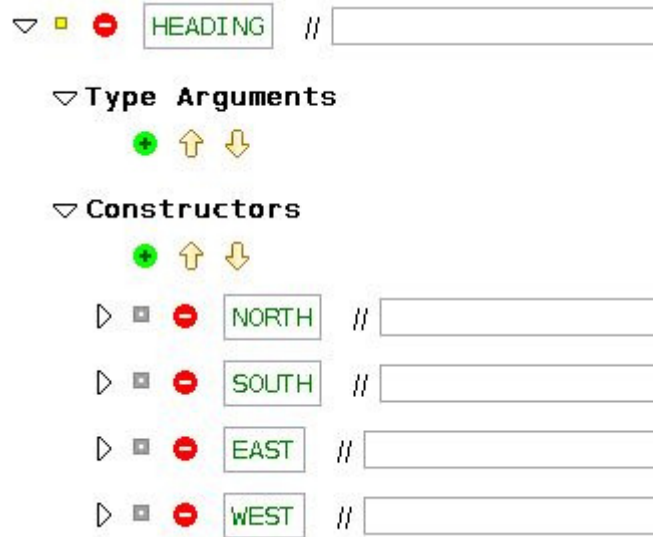 HEADING //
Type Arguments
Constructors
NORTH //
SOUTH //
EAST //
WEST //